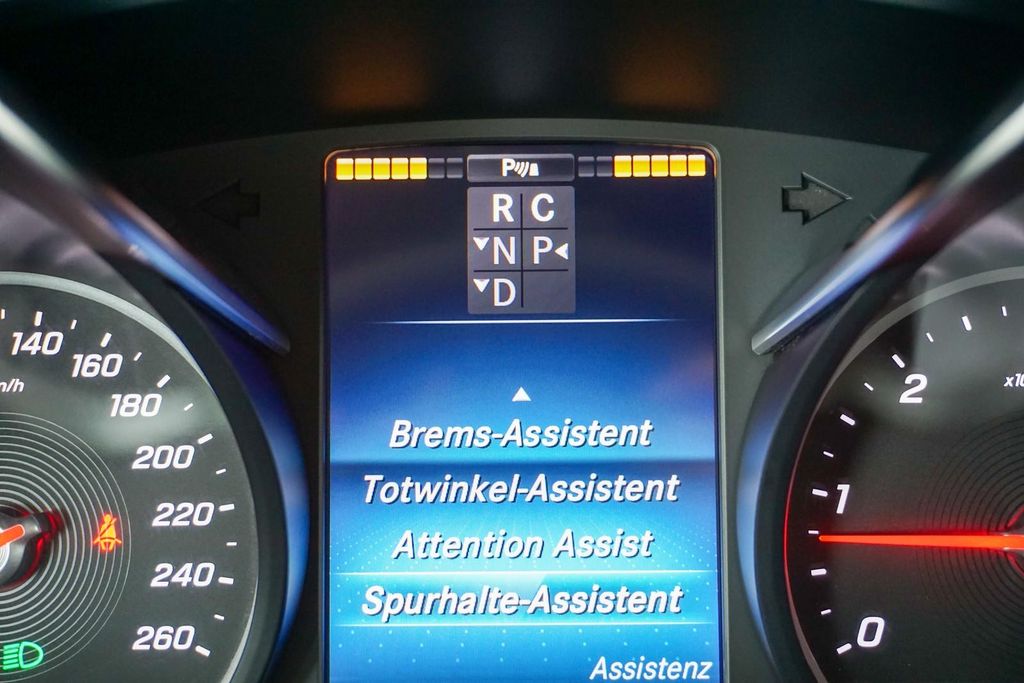 P
R C
N P
D
Brems-Assistent
Totwinkel-Assistent
Attention Assist
Spurhalte-Assistent
Assistenz
140
160
180
200
220
240
260
2
1
0